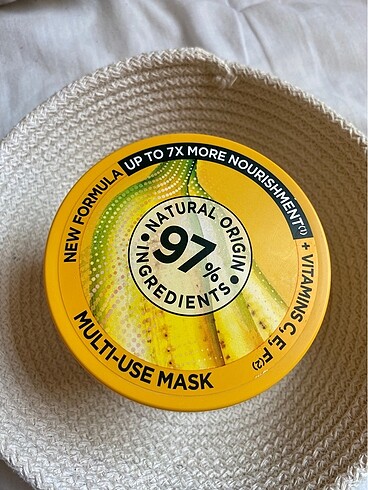 NEW FORMULA UP TO 7X MORE NOURISHMENT(1) + VITAMINS C, E, F(2)
NATURAL ORIGIN
97%
INGREDIENTS
MULTI-USE MASK